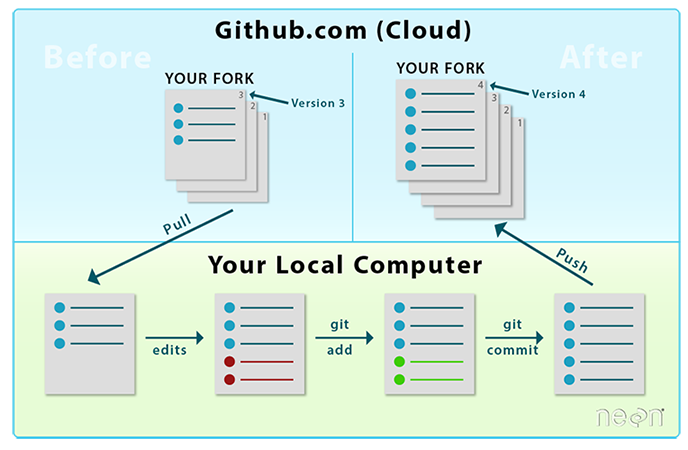 Github.com (Cloud)
Before
After
YOUR FORK
3
2
1
Version 3
YOUR FORK
4
3
2
1
Version 4
Pull
Push
Your Local Computer
edits
git
add
git
commit
neon